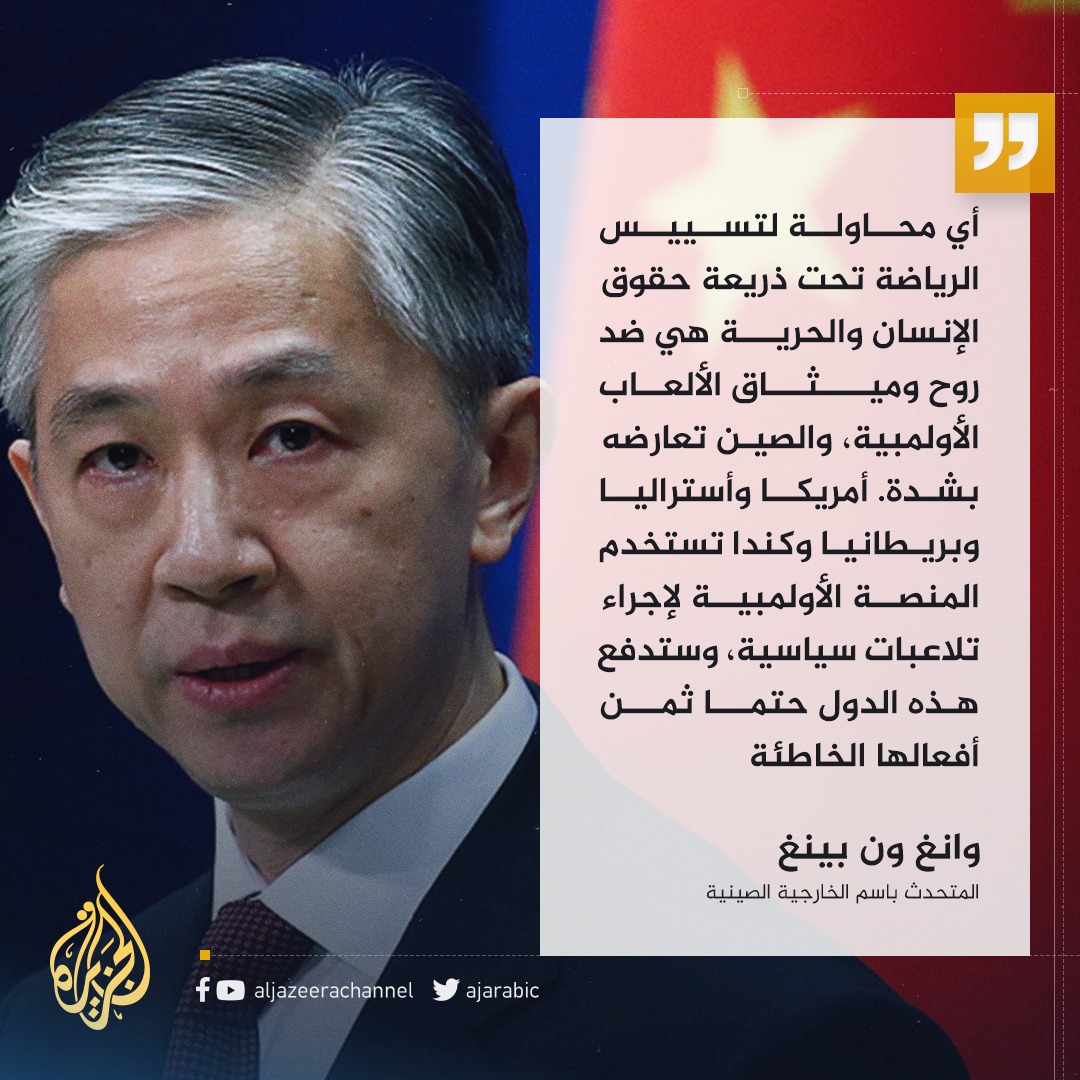 أي محاولة لتسييس
الرياضة تحت ذريعة حقوق
الإنسان والحرية هي ضد
روح وميثاق الألعاب
الأولمبية، والصين تعارضه
بشدة. أمريكا وأستراليا
وبريطانيا وكندا تستخدم
المنصة الأولمبية لإجراء
تلاعبات سياسية، وستدفع
هذه الدول حتما ثمن
أفعالها الخاطئة
وانغ ون بينغ
المتحدث باسم الخارجية الصينية
الجزيرة
aljazeerachannel ajarabic